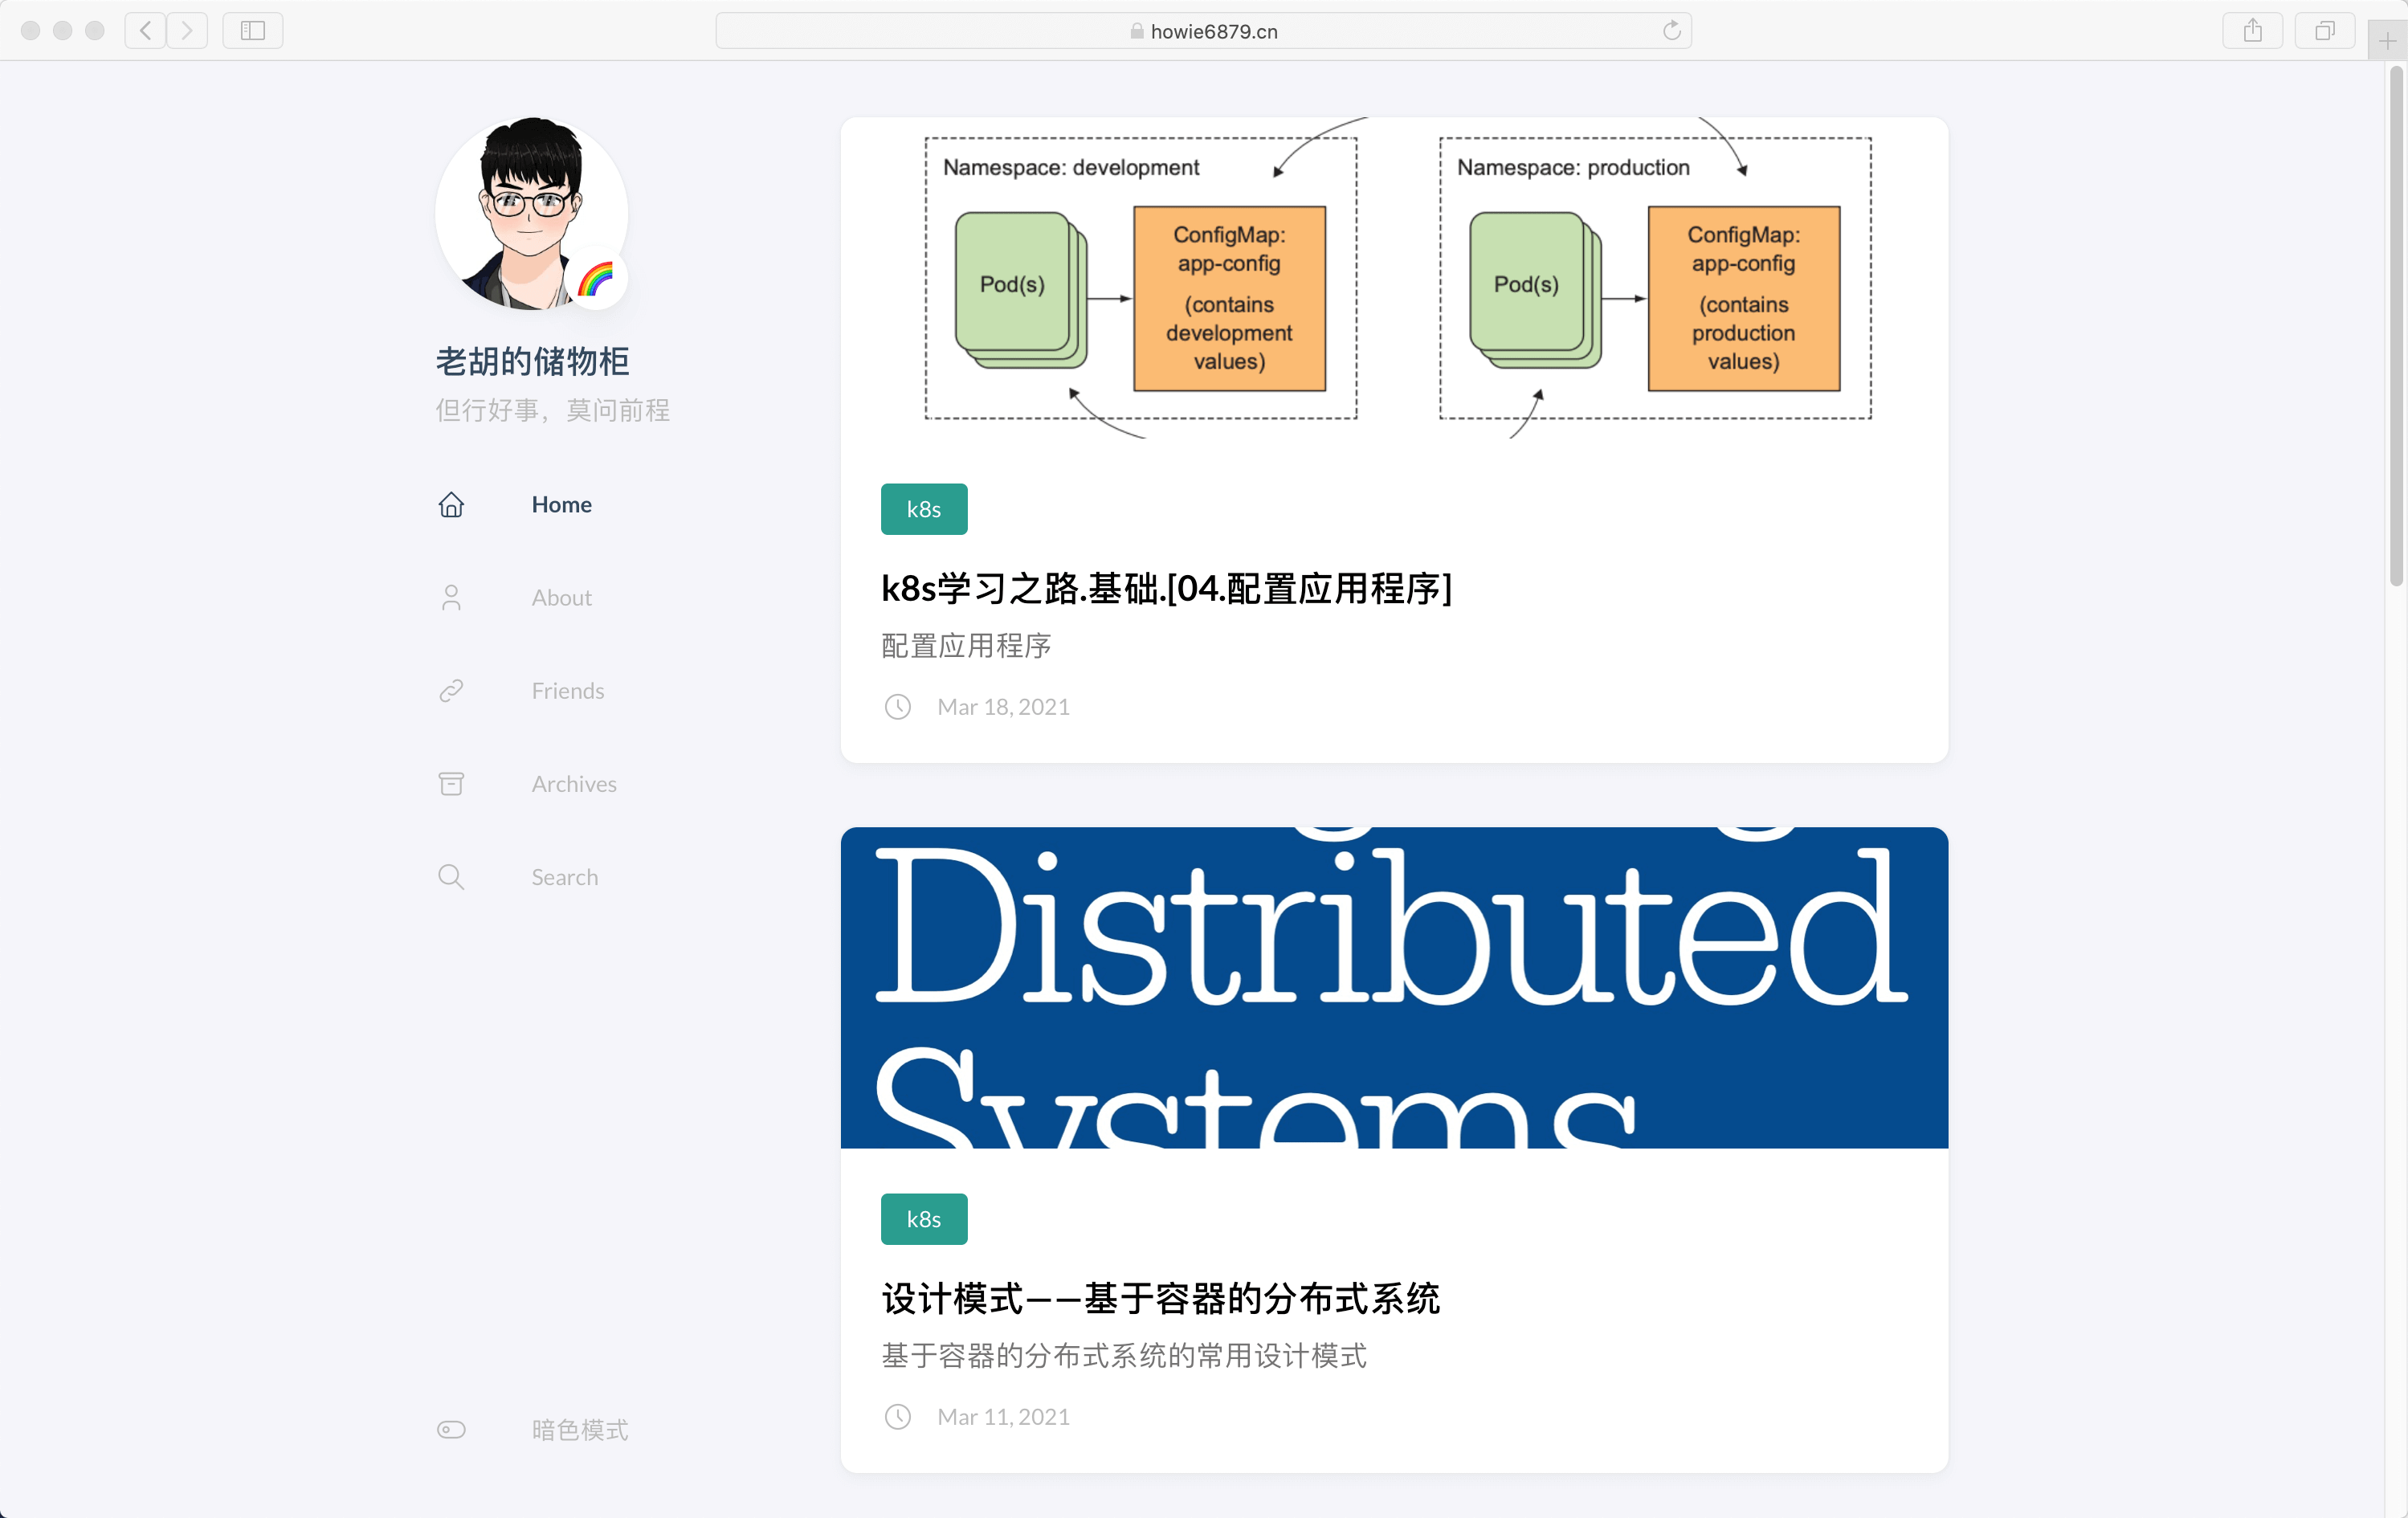 howie6879.cn
老胡的储物柜
但行好事，莫问前程
Home
About
Friends
Archives
Search
暗色模式
Namespace: development
Pod(s)
ConfigMap:
app-config
(contains
development
values)
Namespace: production
Pod(s)
ConfigMap:
app-config
(contains
production
values)
k8s
k8s学习之路.基础.[04.配置应用程序]
配置应用程序
Mar 18, 2021
Distributed
Systems
k8s
设计模式——基于容器的分布式系统
基于容器的分布式系统的常用设计模式
Mar 11, 2021